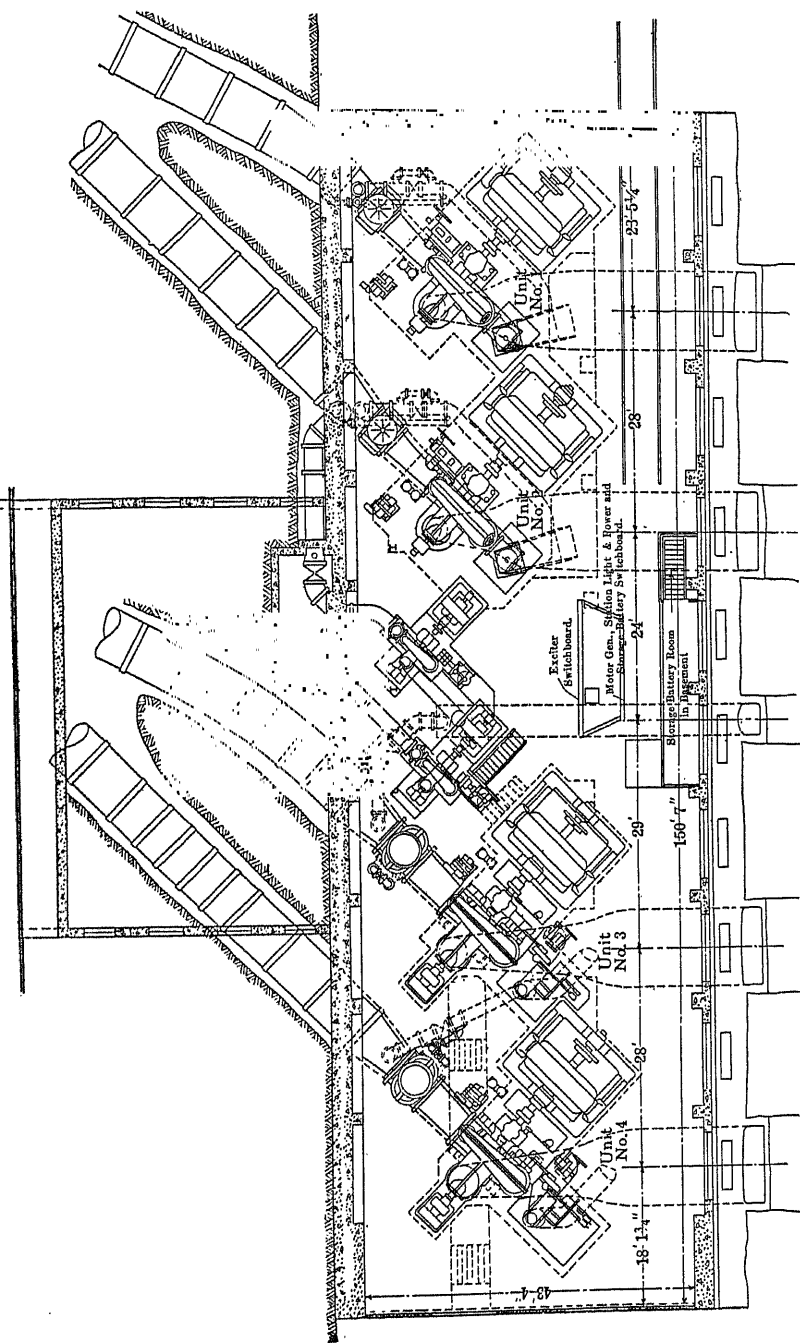 23' 5¼"
Unit
No. 1
28'
Unit
No. 2
Motor Gen., Station Light & Power and
Storage Battery Switchboard.
Exciter
Switchboard.
24'
Storage Battery Room
in Basement
29'
150' 7"
Unit
No. 3
28'
Unit
No. 4
18' 1¾"
43' 4"